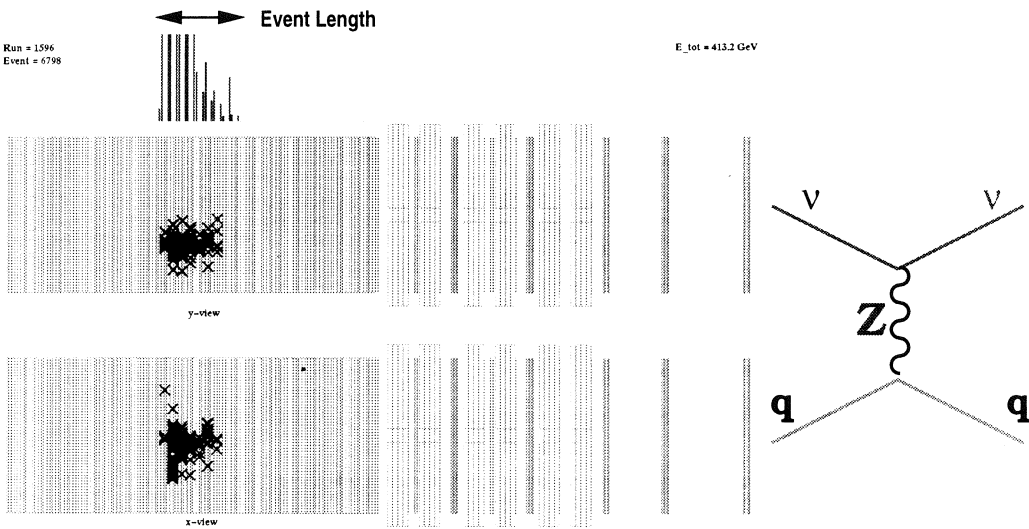 Event Length
Run = 1596
Event = 6798
E_tot = 413.2 GeV
ν ν
Z
q q
y-view
x-view